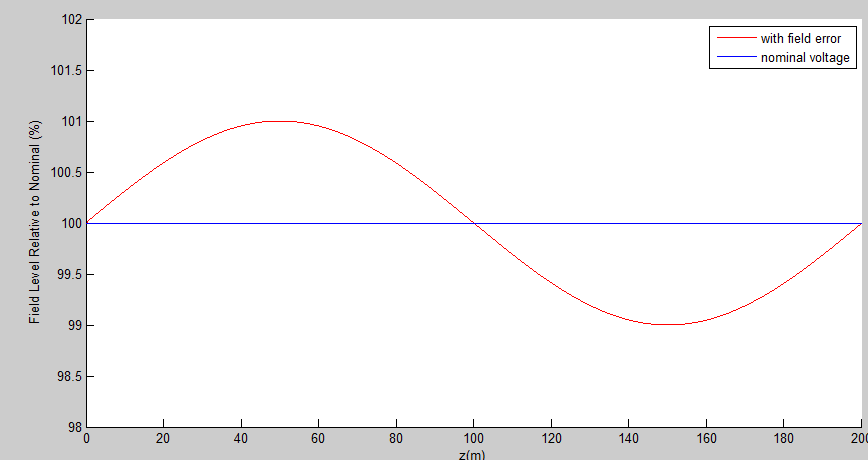 102
101.5
101
100.5
100
99.5
99
98.5
98
Field Level Relative to Nominal (%)
with field error
nominal voltage
0 20 40 60 80 100 120 140 160 180 200
z(m)